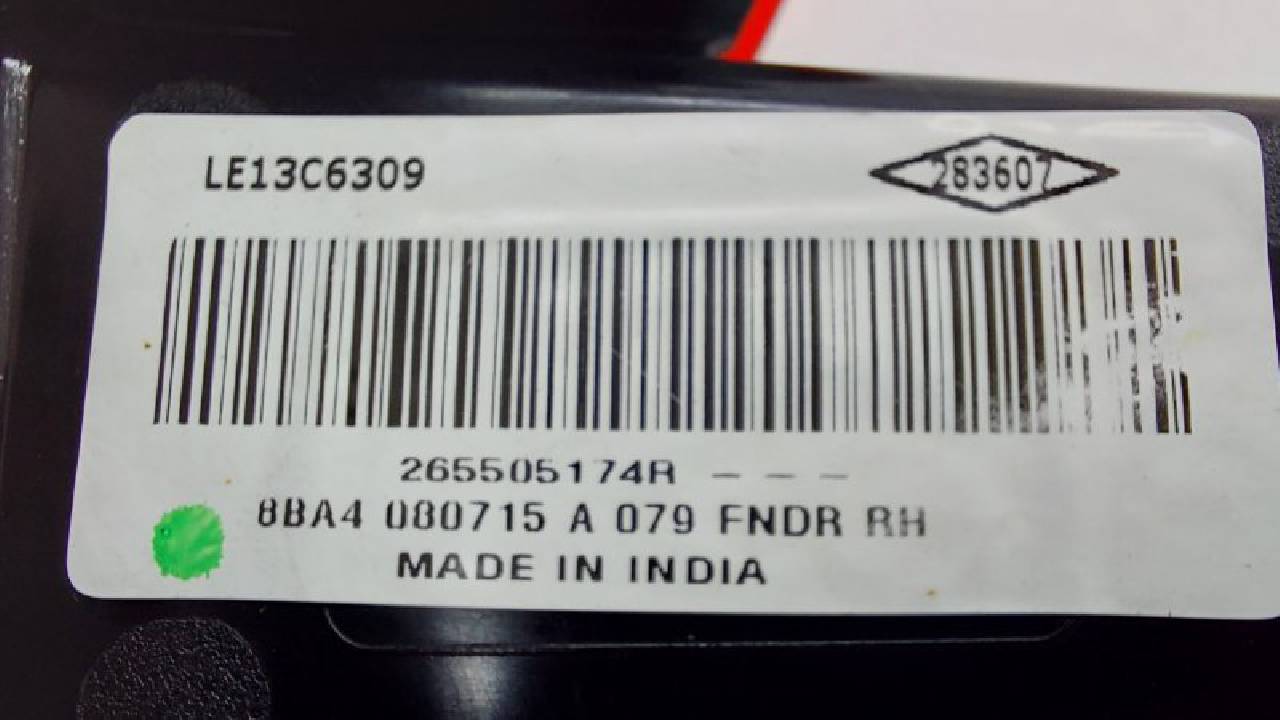 LE13C6309
283607
265505174R - - -
8BA4 080715 A 079 FNDR RH
MADE IN INDIA